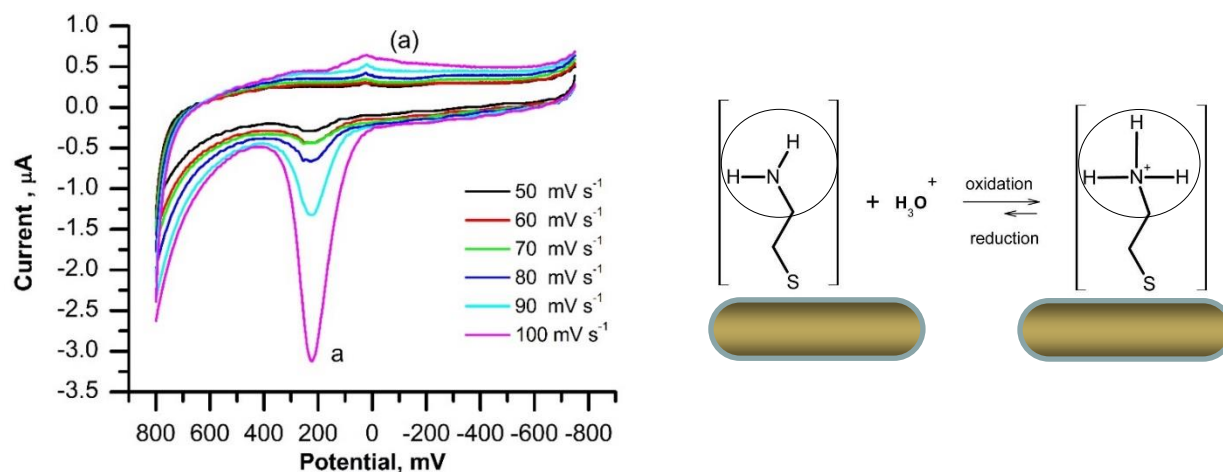 (a)
1.0
0.5
0.0
-0.5
-1.0
-1.5
-2.0
-2.5
-3.0
-3.5
Current , µA
50 mV s-1
60 mV s-1
70 mV s-1
80 mV s-1
90 mV s-1
100 mV s-1
a
800 600 400 200 0 -200 -400 -600 -800
Potential, mV
H
H N
S
+ H3O+
oxidation
reduction
H
H N+ H
S